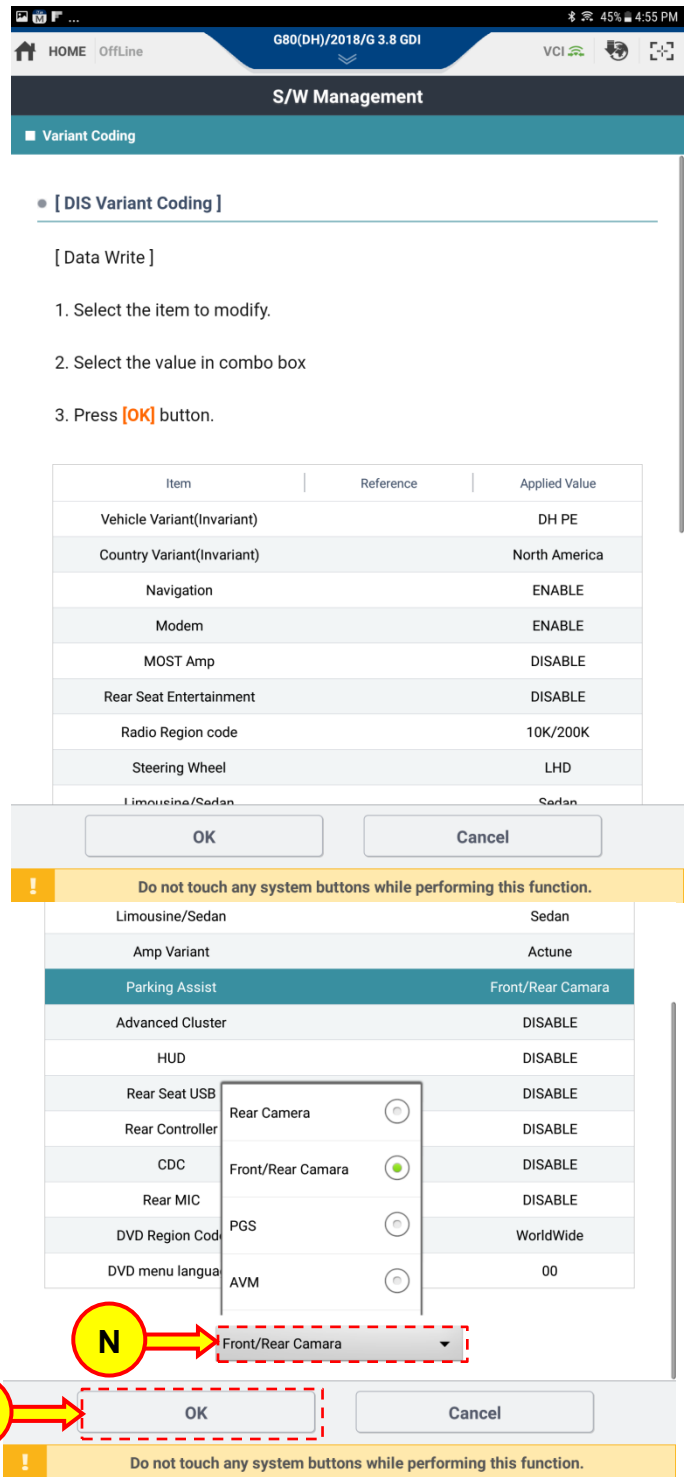 F ...
45% 4:55 PM
HOME OffLine
G80(DH)/2018/G 3.8 GDI
VCI
S/W Management
Variant Coding
[ DIS Variant Coding ]
[ Data Write ]
1. Select the item to modify.
2. Select the value in combo box
3. Press [OK] button.
Item Reference Applied Value
Vehicle Variant(Invariant) DH PE
Country Variant(Invariant) North America
Navigation ENABLE
Modem ENABLE
MOST Amp DISABLE
Rear Seat Entertainment DISABLE
Radio Region code 10K/200K
Steering Wheel LHD
Limousine/Sedan Sedan
OK Cancel
! Do not touch any system buttons while performing this function.
Limousine/Sedan Sedan
Amp Variant Actune
Parking Assist Front/Rear Camara
Advanced Cluster DISABLE
HUD DISABLE
Rear Seat USB DISABLE
Rear Controller DISABLE
CDC DISABLE
Rear MIC DISABLE
DVD Region Cod WorldWide
DVD menu langua 00
Rear Camera
Front/Rear Camara
PGS
AVM
N
Front/Rear Camara
OK Cancel
! Do not touch any system buttons while performing this function.